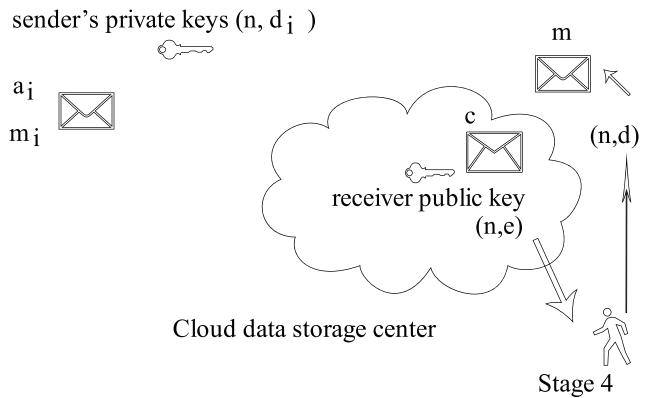 sender's private keys (n, d i )
m
a i
m i
c
(n,d)
receiver public key
(n,e)
Cloud data storage center
Stage 4